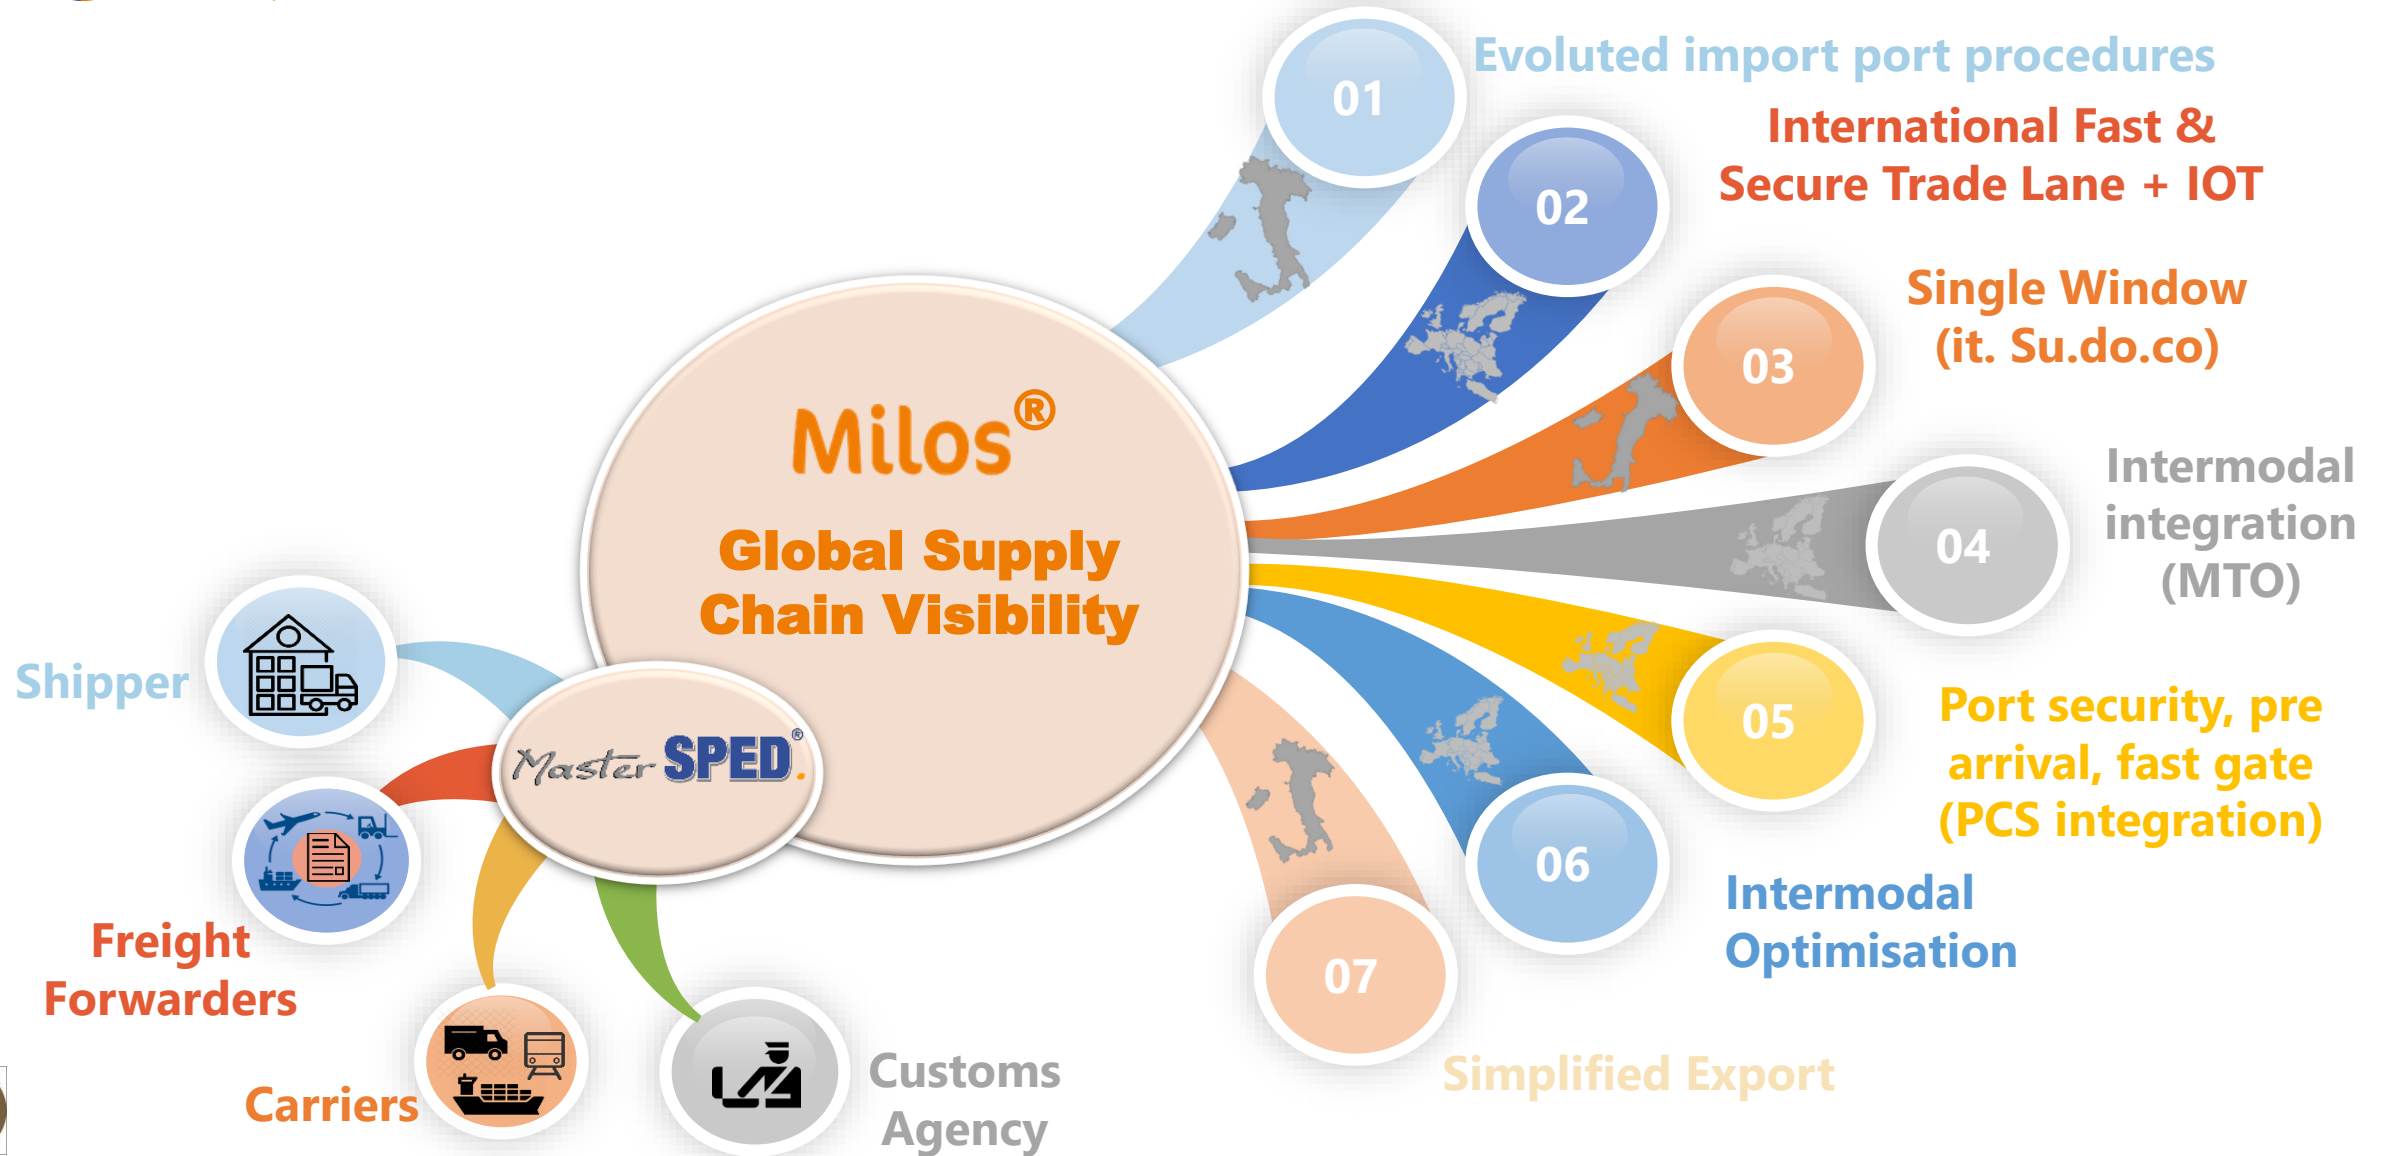 01
Evoluted import port procedures
02
International Fast &
Secure Trade Lane + IOT
03
Single Window
(it. Su.do.co)
04
Intermodal
integration
(MTO)
05
Port security, pre
arrival, fast gate
(PCS integration)
06
Intermodal
Optimisation
07
Simplified Export
Milos®
Global Supply
Chain Visibility
Master SPED®
Shipper
Freight
Forwarders
Carriers
Customs
Agency